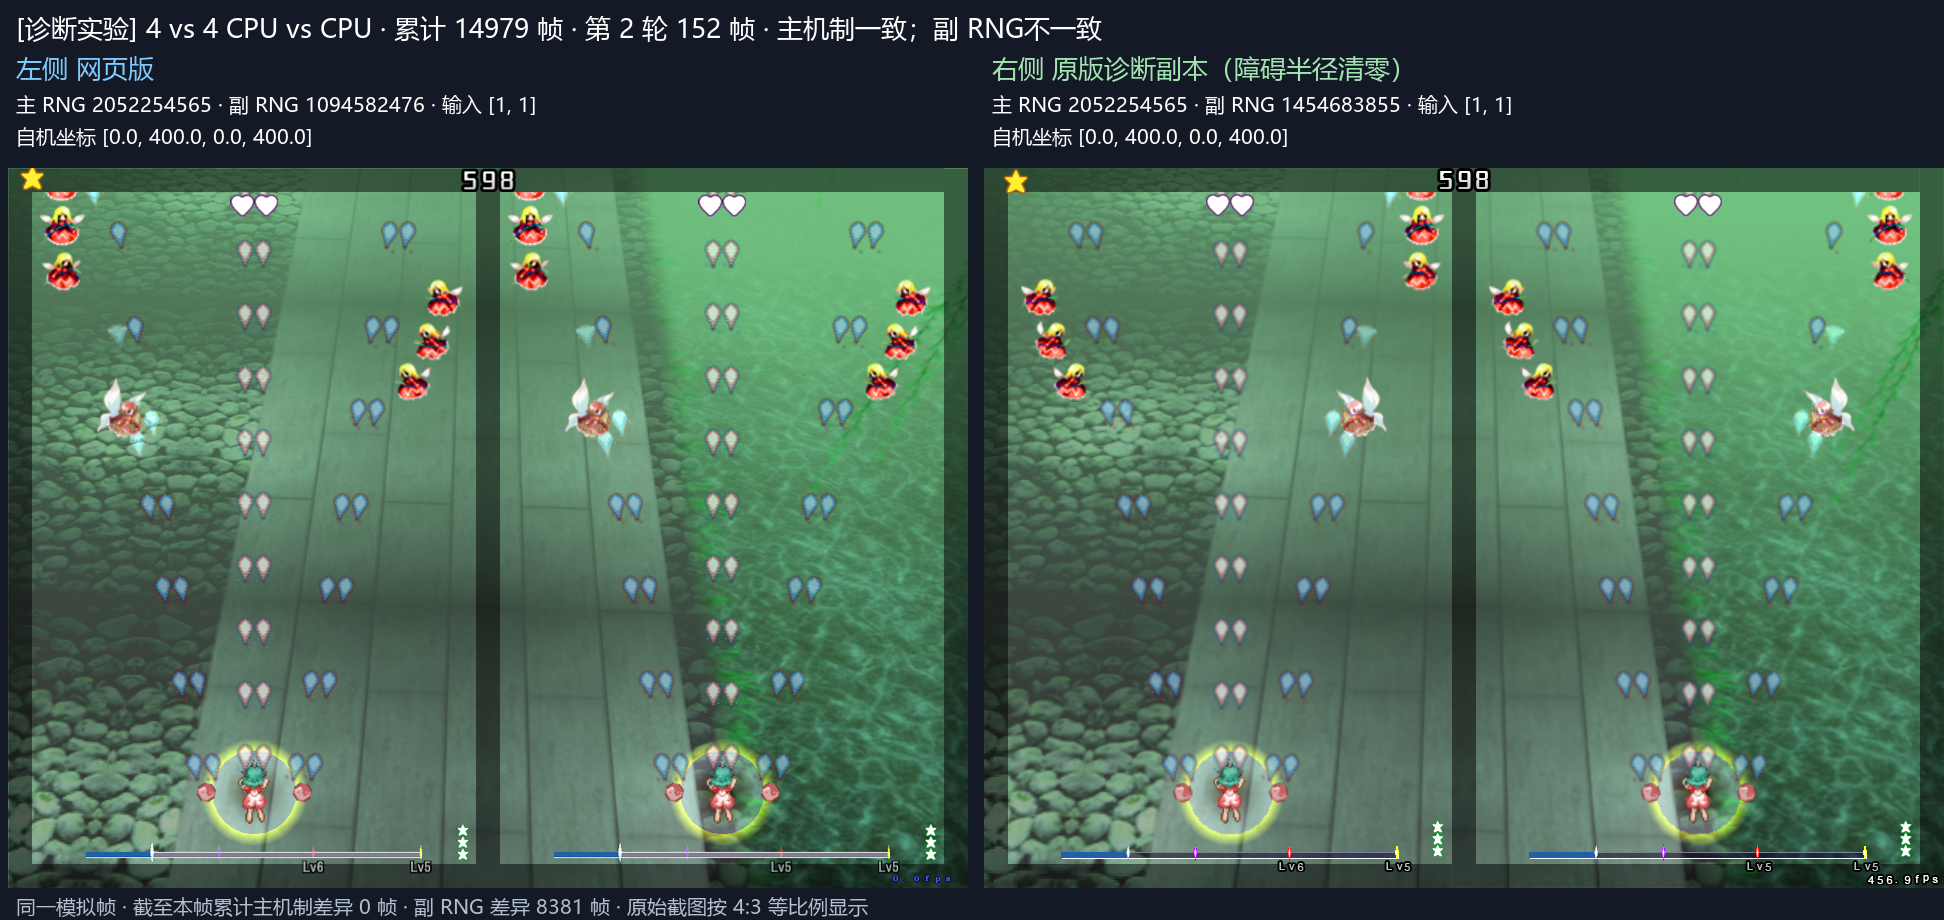 [诊断实验] 4 vs 4 CPU vs CPU · 累计 14979 帧 · 第 2 轮 152 帧 · 主机制一致；副 RNG不一致
左侧 网页版
主 RNG 2052254565 · 副 RNG 1094582476 · 输入 [1, 1]
自机坐标 [0.0, 400.0, 0.0, 400.0]
右侧 原版诊断副本（障碍半径清零）
主 RNG 2052254565 · 副 RNG 1454683855 · 输入 [1, 1]
自机坐标 [0.0, 400.0, 0.0, 400.0]
598
Lv6 Lv5
Lv5 Lv5
0.0fps
598
Lv6 Lv5
Lv5 Lv5
456.9fps
同一模拟帧 · 截至本帧累计主机制差异 0 帧 · 副 RNG 差异 8381 帧 · 原始截图按 4:3 等比例显示